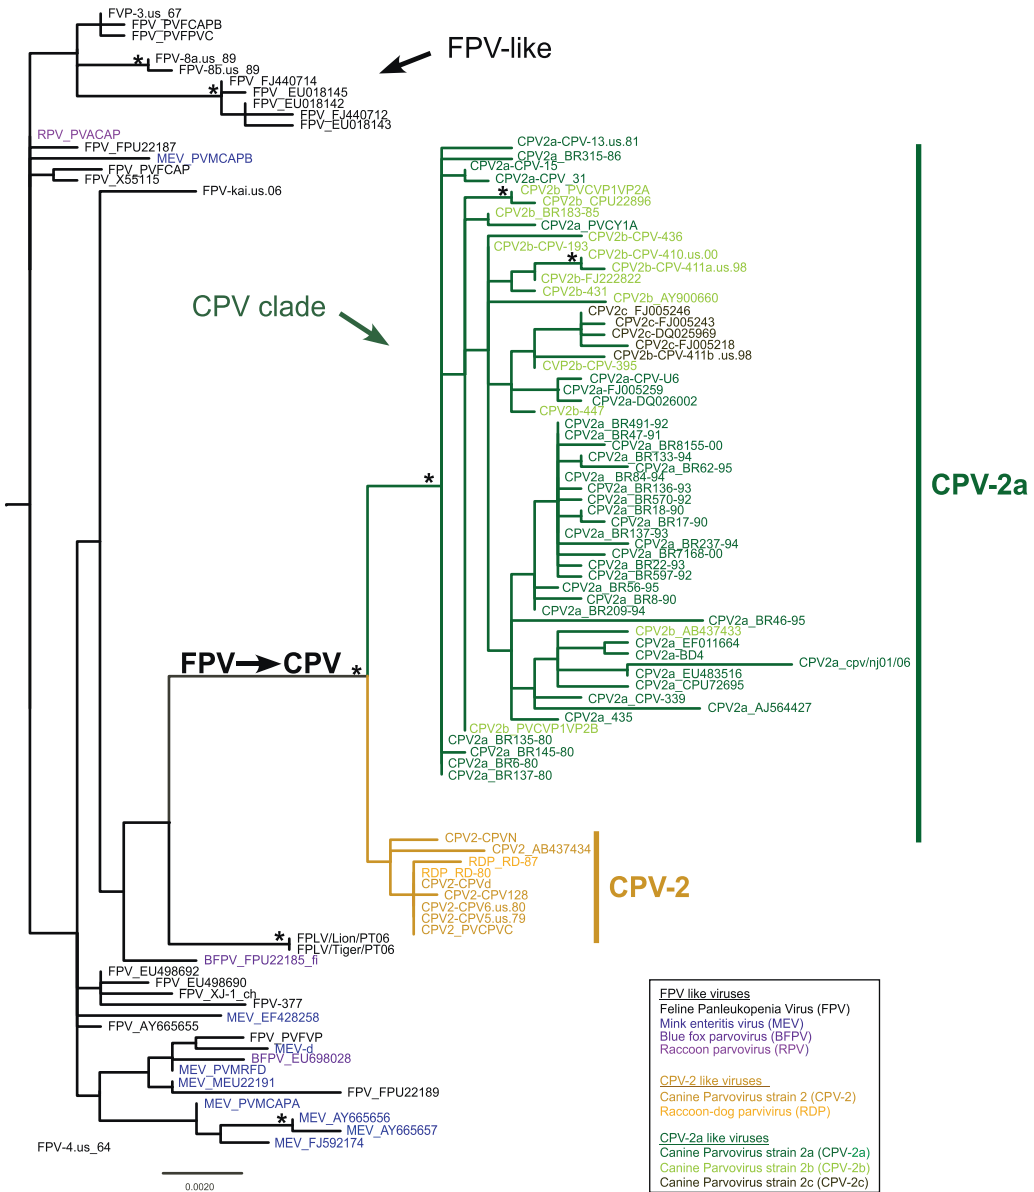 FVP-3.us_67
FPV_PVFCAPB
FPV_PVFPVC
FPV-8a.us_89
FPV-8b.us_89
FPV_FJ440714
FPV_EU018145
FPV_EU018142
FPV_FJ440712
FPV_EU018143
FPV-like
RPV_PVACAP
FPV_FPU22187
MEV_PVMCAPB
FPV_PVFCAP
FPV_X55115
FPV-kai.us.06
CPV clade
CPV2a-CPV-13.us.81
CPV2a_BR315-86
CPV2a-CPV-15
CPV2a-CPV_31
CPV2b_PVCVP1VP2A
CPV2b_CPU22896
CPV2b_BR183-85
CPV2a_PVCY1A
CPV2b-CPV-436
CPV2b-CPV-193
CPV2b-CPV-410.us.00
CPV2b-CPV-411a.us.98
CPV2b-FJ222822
CPV2b-431
CPV2b_AY900660
CPV2c_FJ005246
CPV2c-FJ005243
CPV2c-DQ025969
CPV2c-FJ005218
CPV2b-CPV-411b .us.98
CVP2b-CPV-395
CPV2a-CPV-U6
CPV2a-FJ005259
CPV2a-DQ026002
CPV2b-447
CPV2a_BR491-92
CPV2a_BR47-91
CPV2a_BR8155-00
CPV2a_BR133-94
CPV2a_BR62-95
CPV2a_ BR84-94
CPV2a_BR136-93
CPV2a_BR570-92
CPV2a_BR18-90
CPV2a_BR17-90
CPV2a_BR137-93
CPV2a_BR237-94
CPV2a_BR7168-00
CPV2a_BR22-93
CPV2a_BR597-92
CPV2a_BR56-95
CPV2a_BR8-90
CPV2a_BR209-94
CPV2a_BR46-95
CPV2b_AB437433
CPV2a_EF011664
CPV2a-BD4
CPV2a_cpv/nj01/06
CPV2a_EU483516
CPV2a_CPU72695
CPV2a_CPV-339
CPV2a_AJ564427
CPV2a_435
CPV2b_PVCVP1VP2B
CPV2a_BR135-80
CPV2a_BR145-80
CPV2a_BR6-80
CPV2a_BR137-80
CPV-2a
FPV CPV
CPV2-CPVN
CPV2_AB437434
RDP_RD-87
RDP_RD-80
CPV2-CPVd
CPV2-CPV128
CPV2-CPV6.us.80
CPV2-CPV5.us.79
CPV2_PVCPVC
CPV-2
FPLV/Lion/PT06
FPLV/Tiger/PT06
BFPV_FPU22185_fi
FPV_EU498692
FPV_EU498690
FPV_XJ-1_ch
FPV-377
MEV_EF428258
FPV_AY665655
FPV_PVFVP
MEV-d
BFPV_EU698028
MEV_PVMRFD
MEV_MEU22191
FPV_FPU22189
MEV_PVMCAPA
MEV_AY665656
MEV_AY665657
MEV_FJ592174
FPV-4.us_64
0.0020
FPV like viruses
Feline Panleukopenia Virus (FPV)
Mink enteritis virus (MEV)
Blue fox parvovirus (BFPV)
Raccoon parvovirus (RPV)
CPV-2 like viruses
Canine Parvovirus strain 2 (CPV-2)
Raccoon-dog parvivirus (RDP)
CPV-2a like viruses
Canine Parvovirus strain 2a (CPV-2a)
Canine Parvovirus strain 2b (CPV-2b)
Canine Parvovirus strain 2c (CPV-2c)